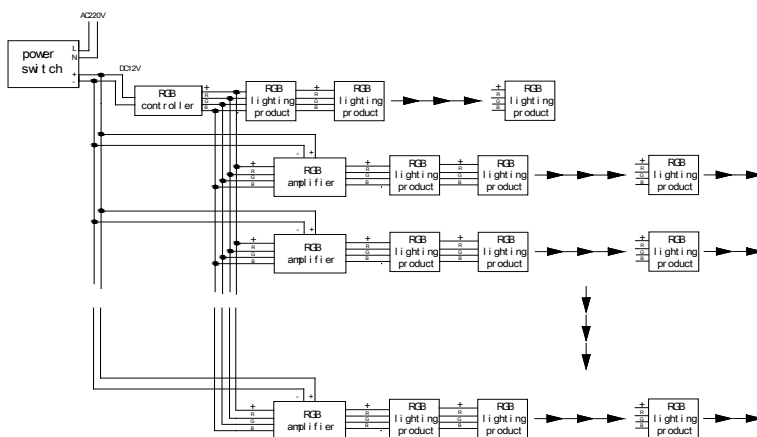 AC220V
power
switch
L
N
+
-
DC12V
RGB
controller
+
R
G
B
RGB
lighting
product
+
R
G
B
RGB
lighting
product
+
R
G
B
RGB
lighting
product
- +
+
R
G
B
RGB
amplifier
+
R
G
B
RGB
lighting
product
+
R
G
B
RGB
lighting
product
+
R
G
B
RGB
lighting
product
- +
+
R
G
B
RGB
amplifier
+
R
G
B
RGB
lighting
product
+
R
G
B
RGB
lighting
product
+
R
G
B
RGB
lighting
product
- +
+
R
G
B
RGB
amplifier
+
R
G
B
RGB
lighting
product
+
R
G
B
RGB
lighting
product
+
R
G
B
RGB
lighting
product